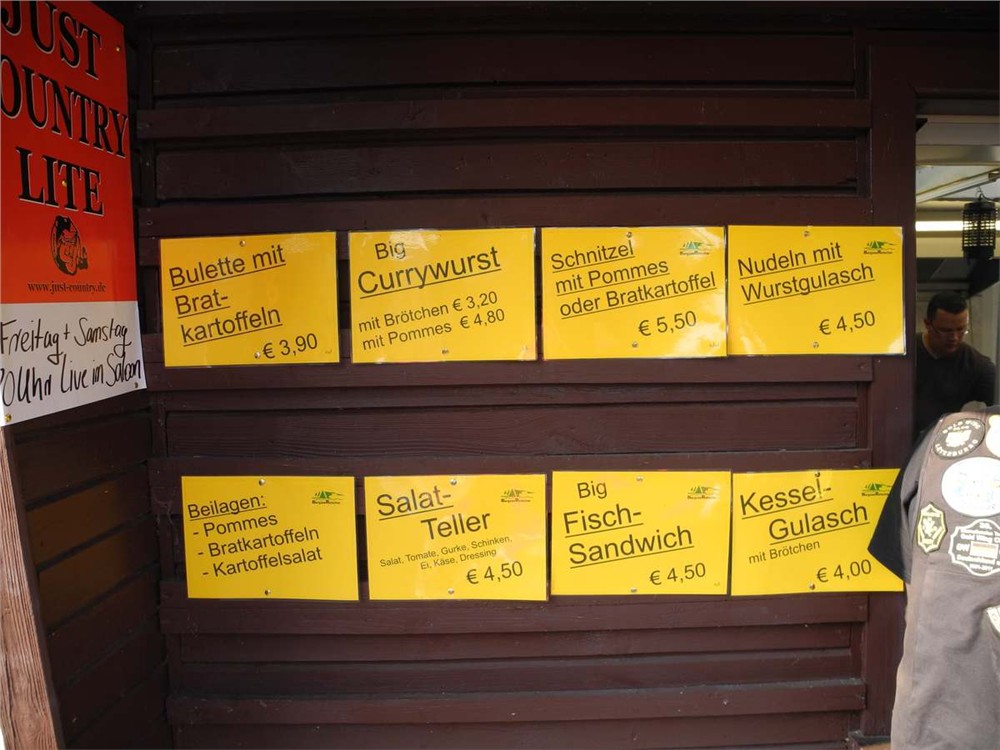 JUST
COUNTRY
LITE
www.just-country.de
Freitag + Samstag
20 Uhr Live im Saloon
Bulette mit
Brat-
kartoffeln
€ 3,90
Big
Currywurst
mit Brötchen € 3,20
mit Pommes € 4,80
Schnitzel
mit Pommes
oder Bratkartoffel
€ 5,50
Nudeln mit
Wurstgulasch
€ 4,50
Beilagen:
- Pommes
- Bratkartoffeln
- Kartoffelsalat
Salat-
Teller
Salat, Tomate, Gurke, Schinken,
Ei, Käse, Dressing
€ 4,50
Big
Fisch-
Sandwich
€ 4,50
Kessel-
Gulasch
mit Brötchen
€ 4,00